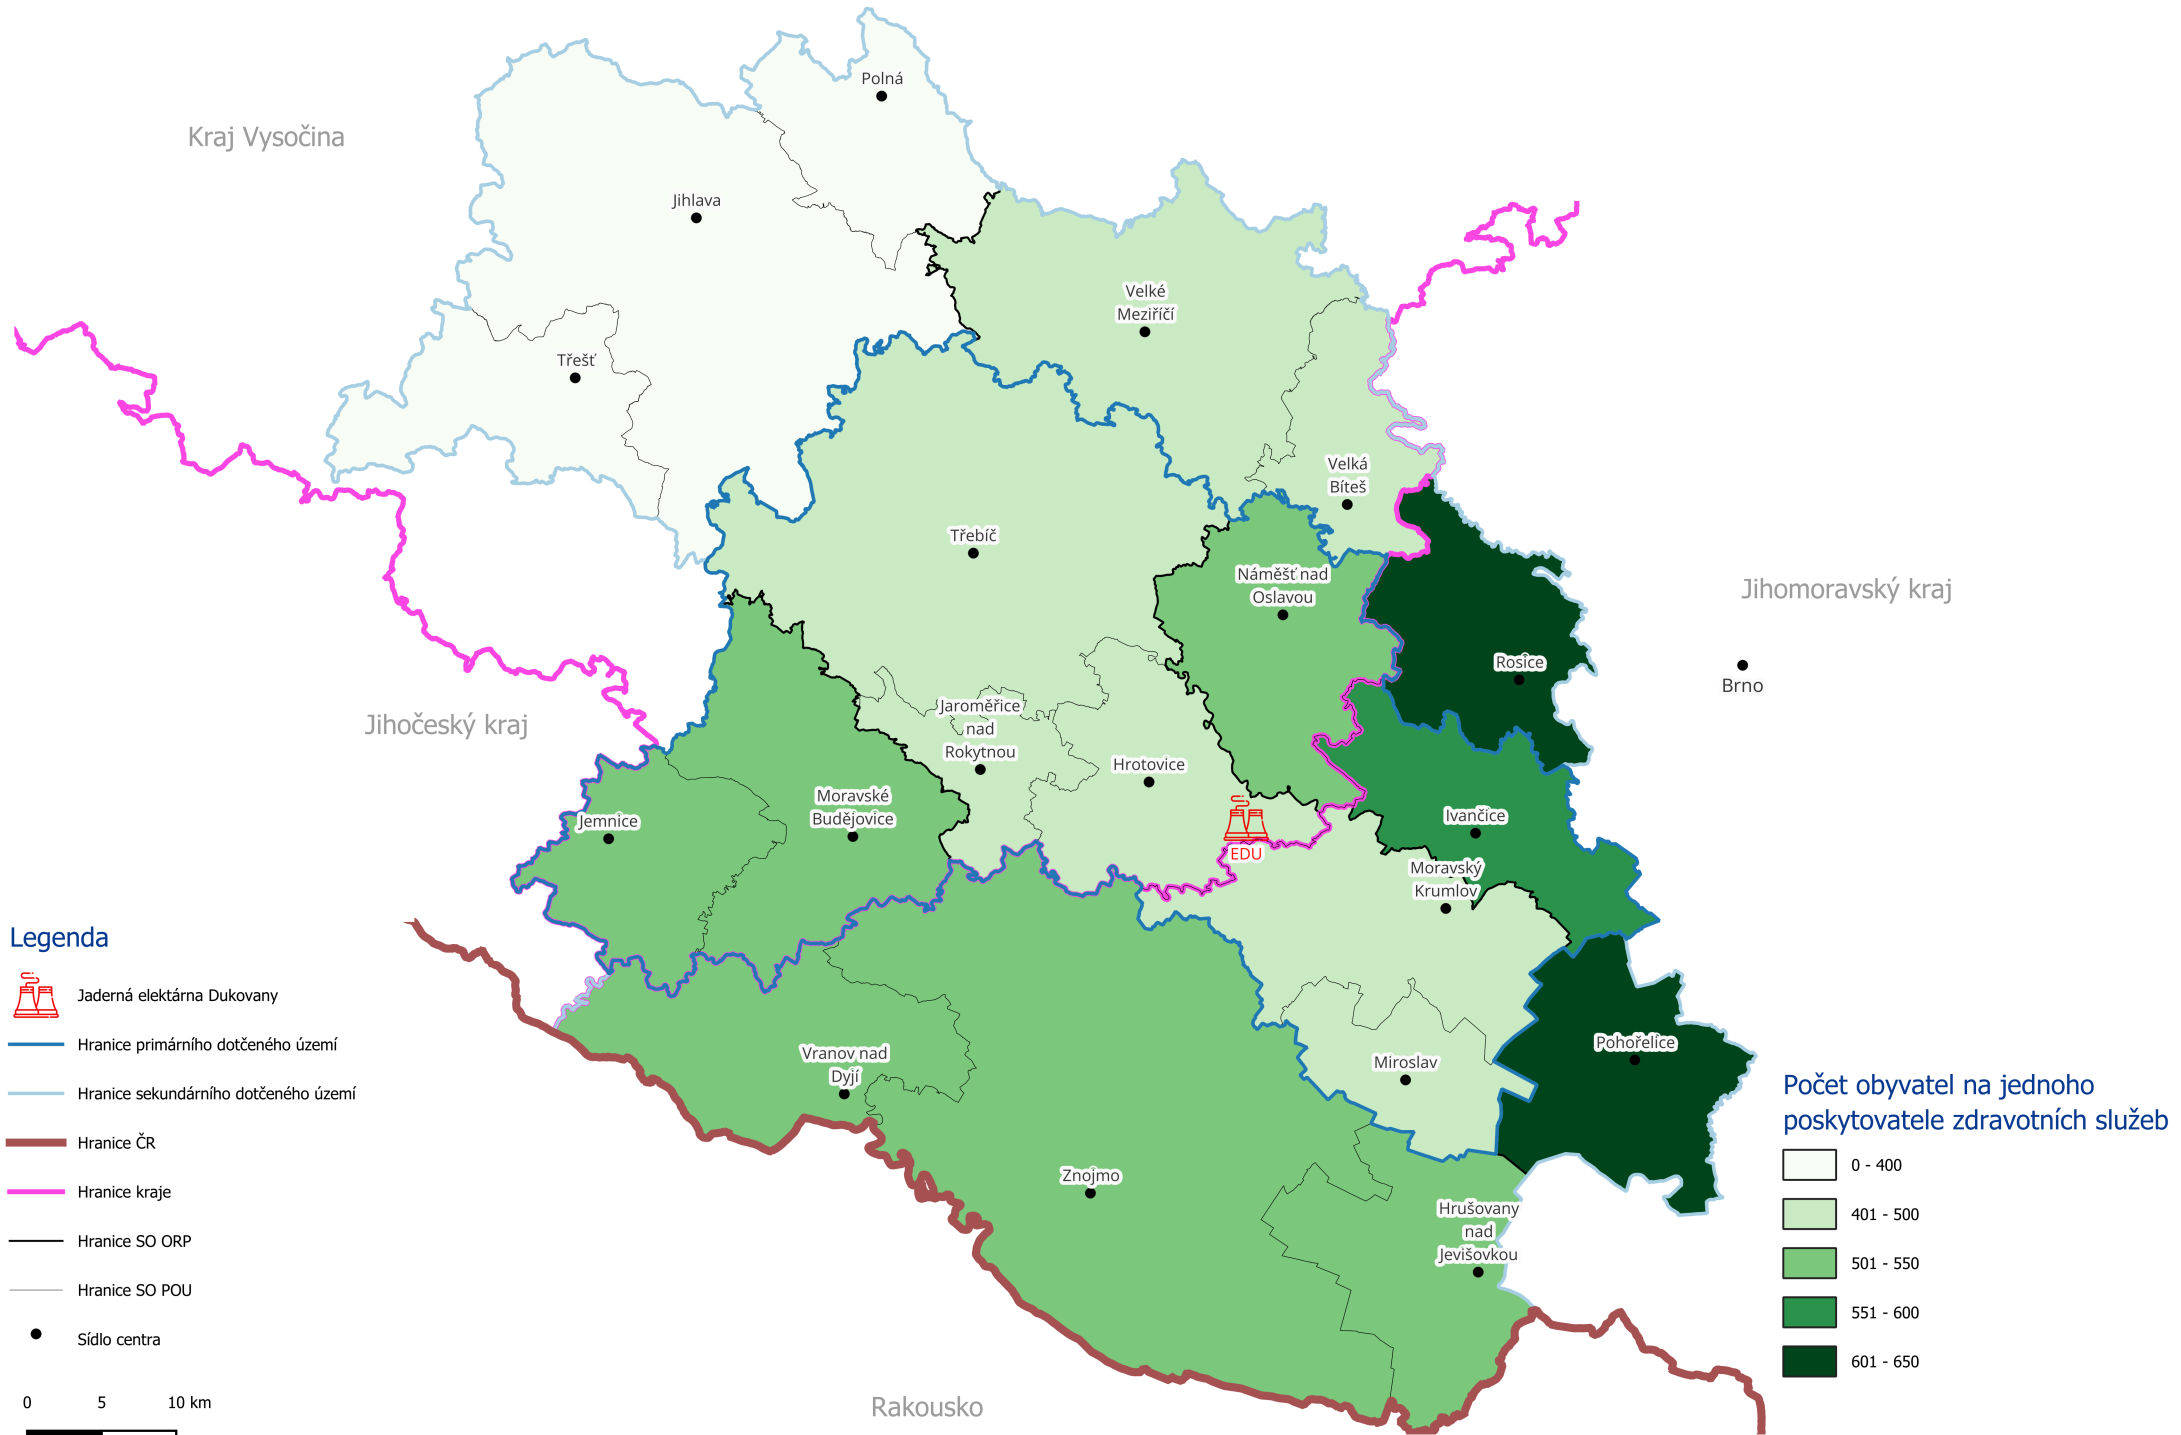 Polná
Kraj Vysočina
Jihlava
Velké
Meziříčí
Třešť
Velká
Bíteš
Třebíč
Náměšť nad
Oslavou
Jihomoravský kraj
Rosice
Brno
Jihočeský kraj
Jaroměřice
nad
Rokytnou
Hrotovice
Moravské
Budějovice
Jemnice
Ivančice
EDU
Moravský
Krumlov
Vranov nad
Dyjí
Miroslav
Pohořelice
Znojmo
Hrušovany
nad
Jevišovkou
Rakousko
Legenda
Jaderná elektárna Dukovany
Hranice primárního dotčeného území
Hranice sekundárního dotčeného území
Hranice ČR
Hranice kraje
Hranice SO ORP
Hranice SO POU
Sídlo centra
0 5 10 km
Počet obyvatel na jednoho
poskytovatele zdravotních služeb
0 - 400
401 - 500
501 - 550
551 - 600
601 - 650